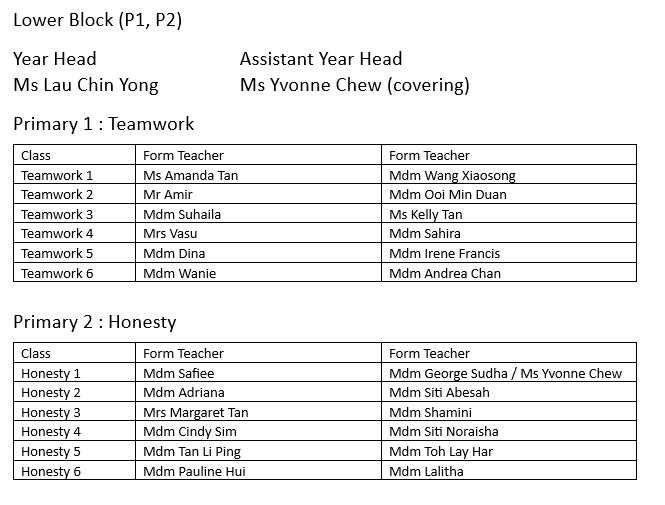 Lower Block (P1, P2)
Year Head Assistant Year Head
Ms Lau Chin Yong Ms Yvonne Chew (covering)
Primary 1 : Teamwork
Class Form Teacher Form Teacher
Teamwork 1 Ms Amanda Tan Mdm Wang Xiaosong
Teamwork 2 Mr Amir Mdm Ooi Min Duan
Teamwork 3 Mdm Suhaila Ms Kelly Tan
Teamwork 4 Mrs Vasu Mdm Sahira
Teamwork 5 Mdm Dina Mdm Irene Francis
Teamwork 6 Mdm Wanie Mdm Andrea Chan
Primary 2 : Honesty
Class Form Teacher Form Teacher
Honesty 1 Mdm Safiee Mdm George Sudha / Ms Yvonne Chew
Honesty 2 Mdm Adriana Mdm Siti Abesah
Honesty 3 Mrs Margaret Tan Mdm Shamini
Honesty 4 Mdm Cindy Sim Mdm Siti Noraisha
Honesty 5 Mdm Tan Li Ping Mdm Toh Lay Har
Honesty 6 Mdm Pauline Hui Mdm Lalitha